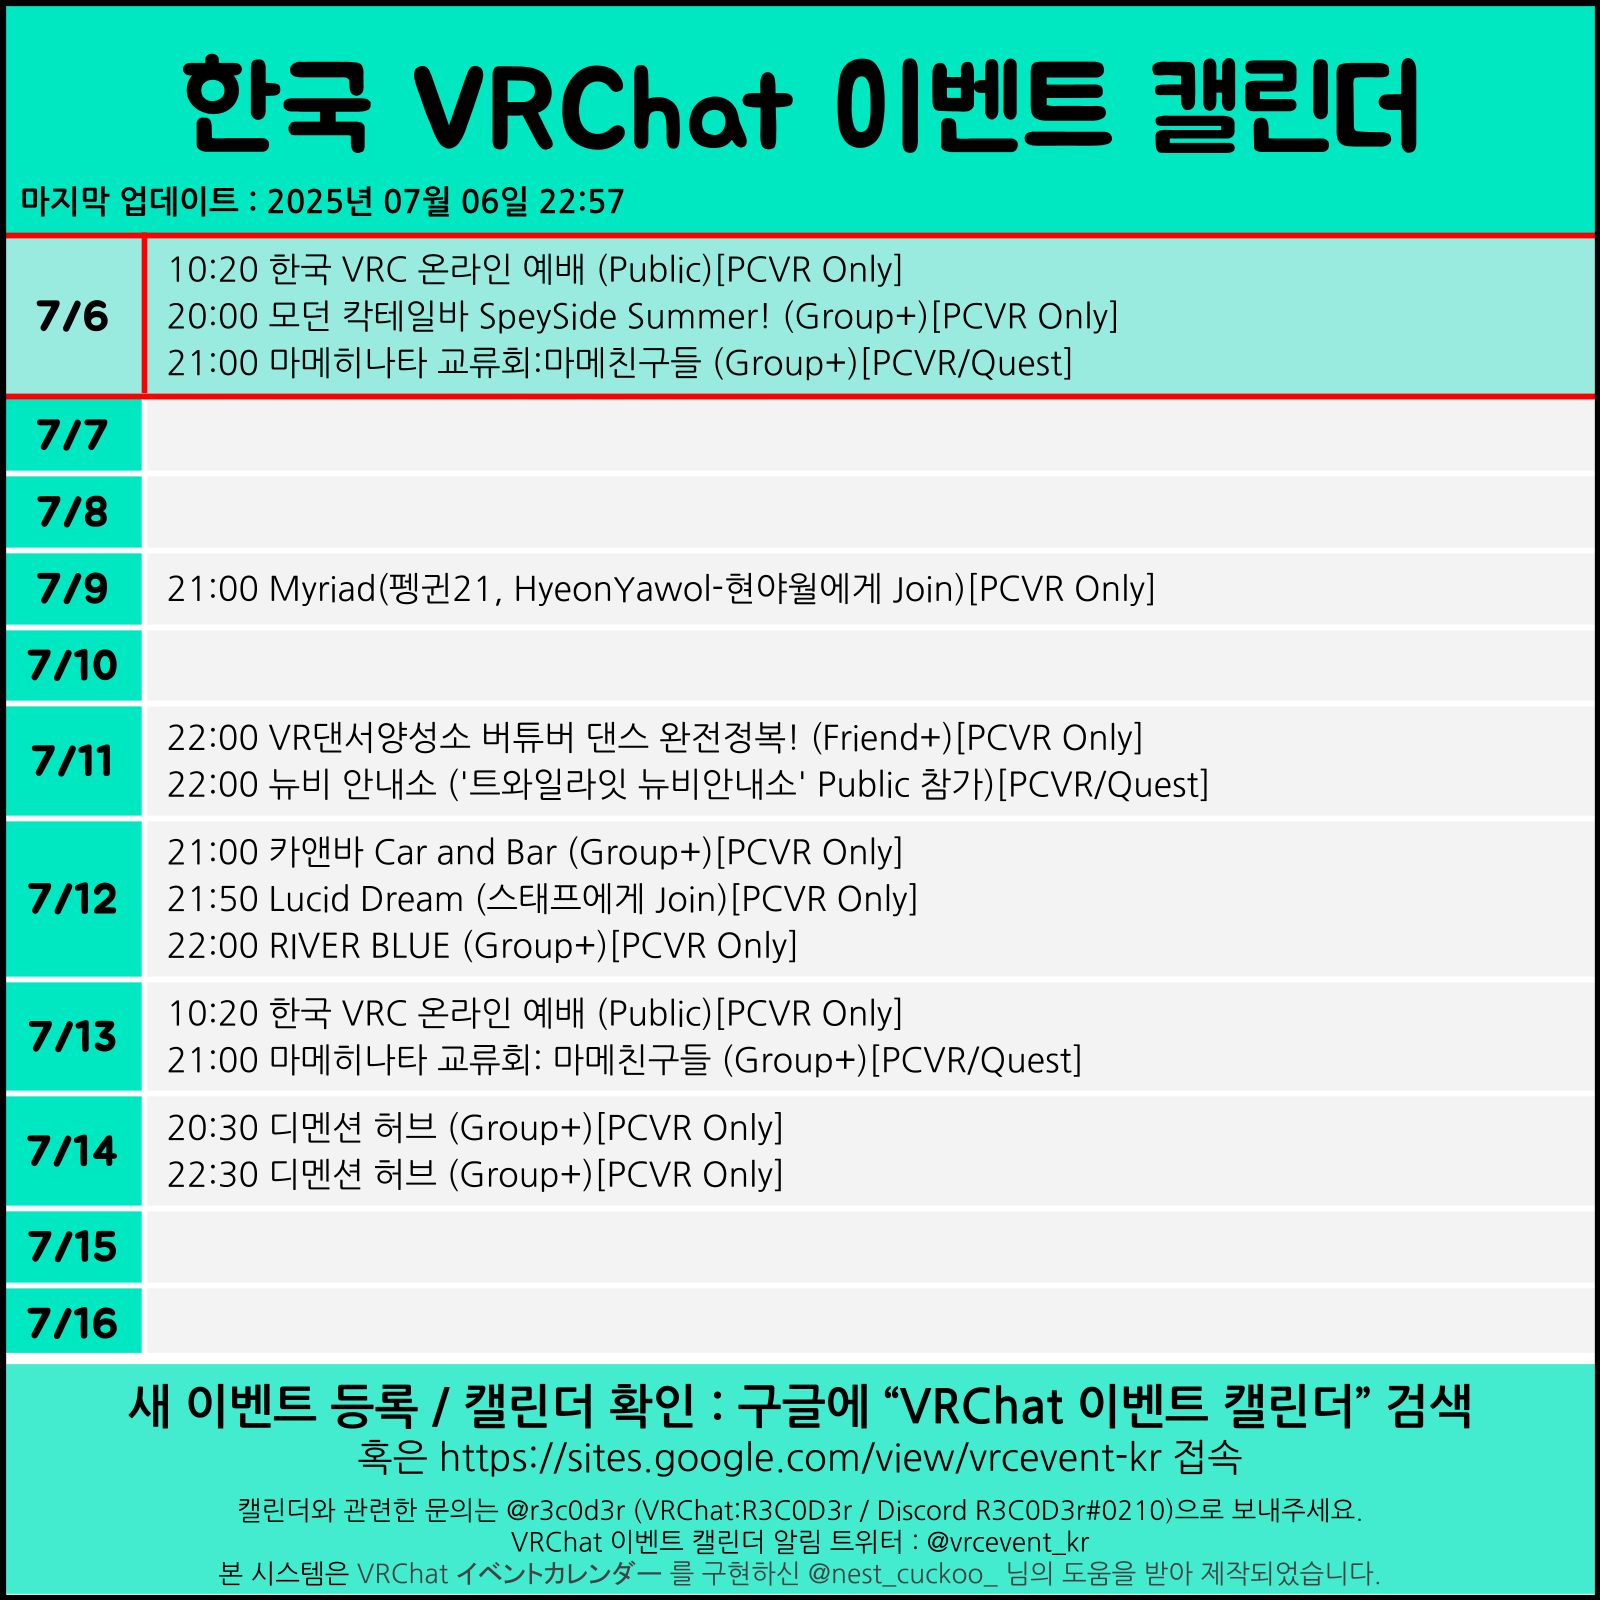 한국 VRChat 이벤트 캘린더
마지막 업데이트 : 2025년 07월 06일 22:57
7/6
10:20 한국 VRC 온라인 예배 (Public)[PCVR Only]
20:00 모던 칵테일바 SpeySide Summer! (Group+)[PCVR Only]
21:00 마메히나타 교류회:마메친구들 (Group+)[PCVR/Quest]
7/7
7/8
7/9
21:00 Myriad(펭귄21, HyeonYawol-현야월에게 Join)[PCVR Only]
7/10
7/11
22:00 VR댄서양성소 버튜버 댄스 완전정복! (Friend+)[PCVR Only]
22:00 뉴비 안내소 ('트와일라잇 뉴비안내소' Public 참가)[PCVR/Quest]
7/12
21:00 카앤바 Car and Bar (Group+)[PCVR Only]
21:50 Lucid Dream (스태프에게 Join)[PCVR Only]
22:00 RIVER BLUE (Group+)[PCVR Only]
7/13
10:20 한국 VRC 온라인 예배 (Public)[PCVR Only]
21:00 마메히나타 교류회: 마메친구들 (Group+)[PCVR/Quest]
7/14
20:30 디멘션 허브 (Group+)[PCVR Only]
22:30 디멘션 허브 (Group+)[PCVR Only]
7/15
7/16
새 이벤트 등록 / 캘린더 확인 : 구글에 “VRChat 이벤트 캘린더” 검색
혹은 https://sites.google.com/view/vrcevent-kr 접속
캘린더와 관련한 문의는 @r3c0d3r (VRChat:R3C0D3r / Discord R3C0D3r#0210)으로 보내주세요.
VRChat 이벤트 캘린더 알림 트위터 : @vrcevent_kr
본 시스템은 VRChat イベントカレンダー 를 구현하신 @nest_cuckoo_ 님의 도움을 받아 제작되었습니다.